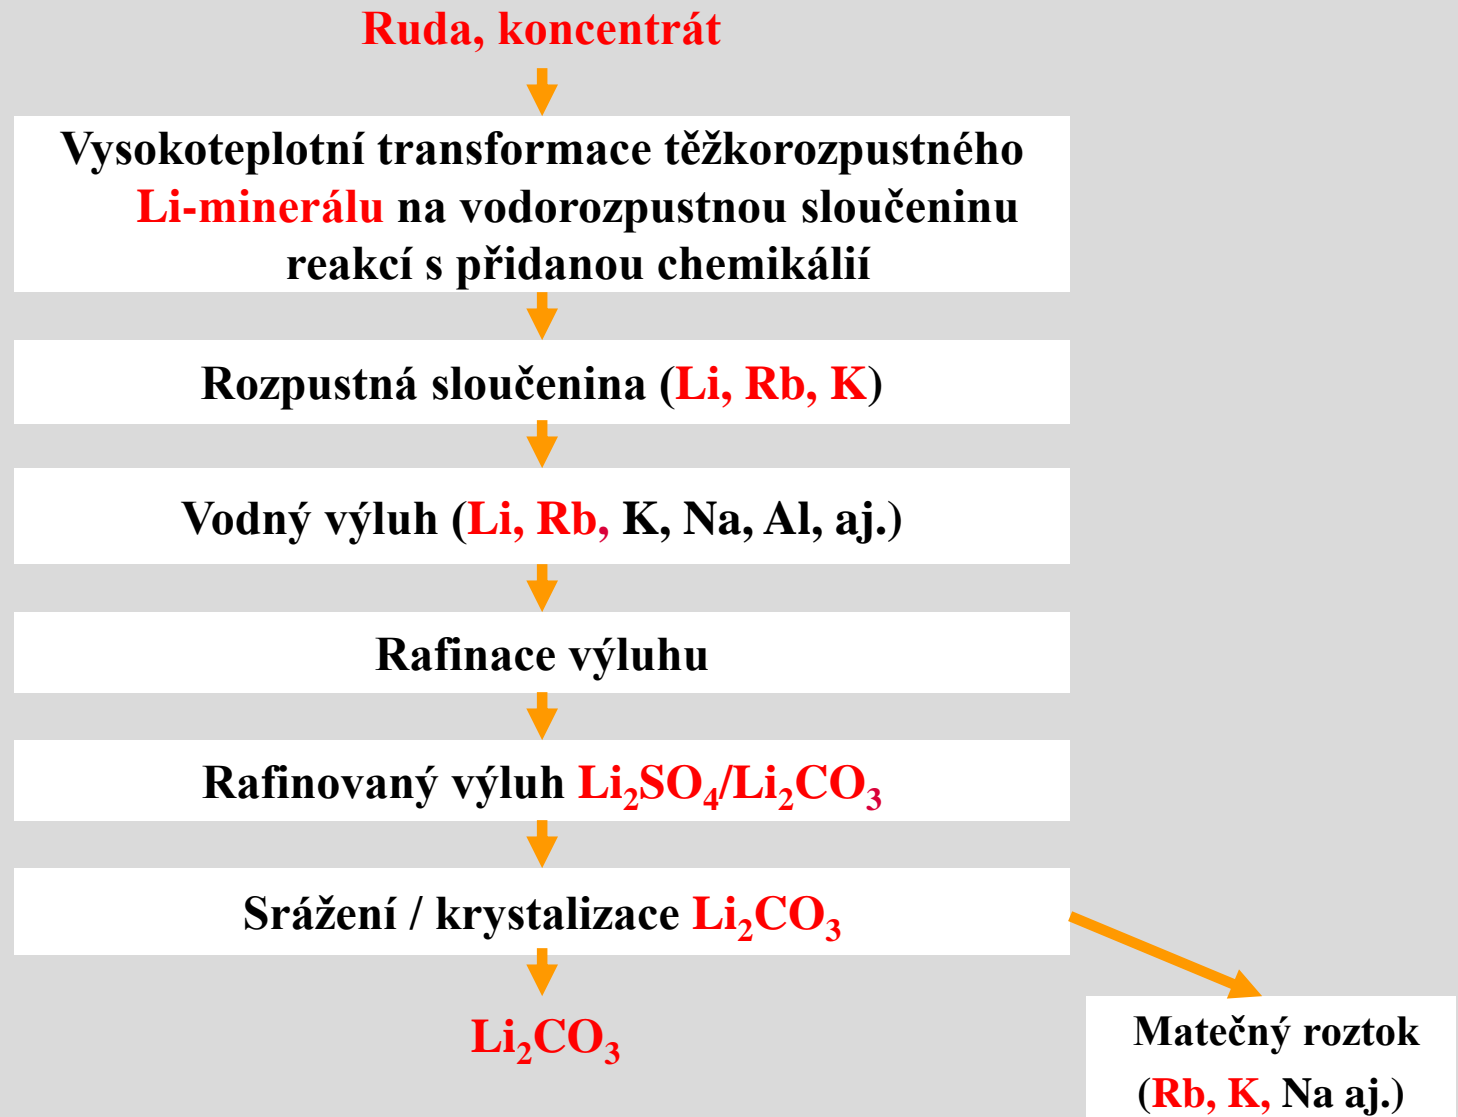 Ruda, koncentrát
Vysokoteplotní transformace těžkorozpustného
Li-minerálu na vodorozpustnou sloučeninu
reakcí s přidanou chemikálií
Rozpustná sloučenina (Li, Rb, K)
Vodný výluh (Li, Rb, K, Na, Al, aj.)
Rafinace výluhu
Rafinovaný výluh Li₂SO₄/Li₂CO₃
Srážení / krystalizace Li₂CO₃
Li₂CO₃
Matečný roztok
(Rb, K, Na aj.)